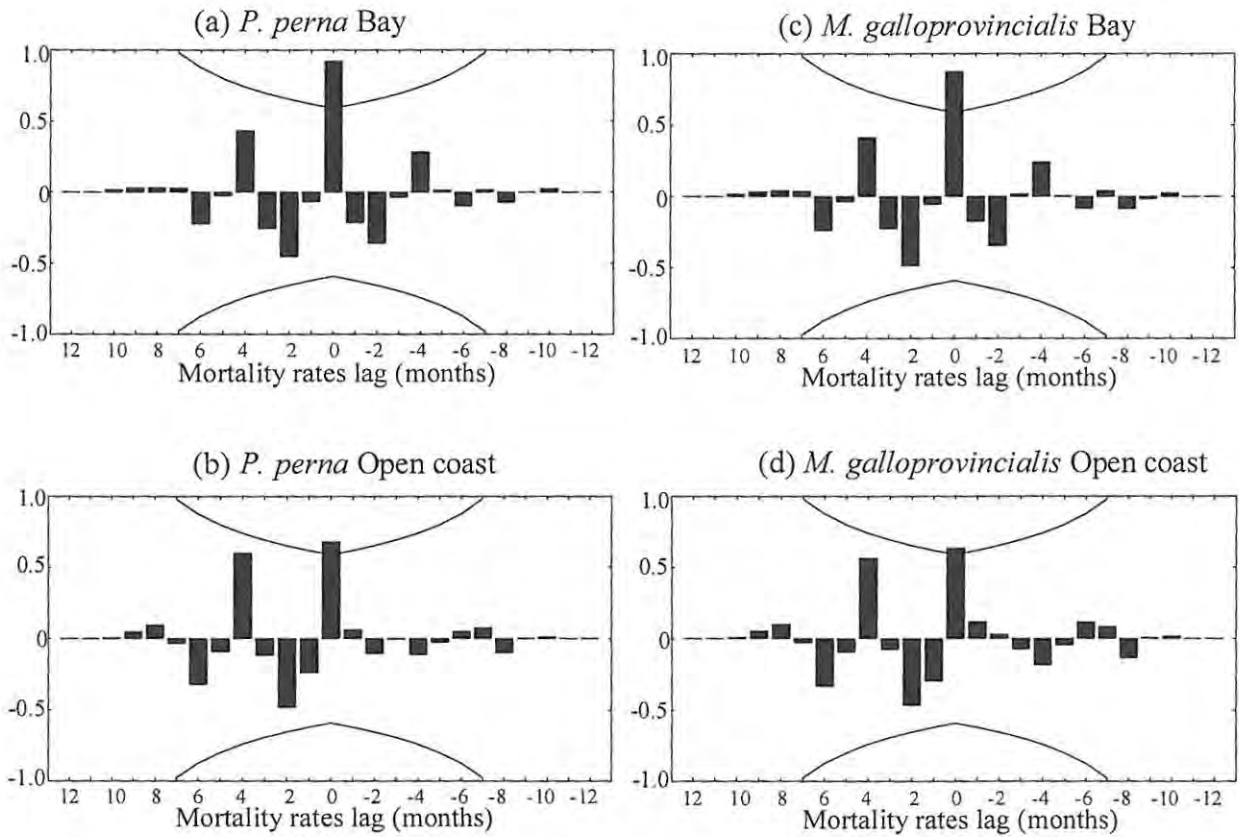 (a) P. perna Bay
1.0
0.5
0
-0.5
-1.0
12 10 8 6 4 2 0 -2 -4 -6 -8 -10 -12
Mortality rates lag (months)
(c) M. galloprovincialis Bay
1.0
0.5
0
-0.5
-1.0
12 10 8 6 4 2 0 -2 -4 -6 -8 -10 -12
Mortality rates lag (months)
(b) P. perna Open coast
1.0
0.5
0
-0.5
-1.0
12 10 8 6 4 2 0 -2 -4 -6 -8 -10 -12
Mortality rates lag (months)
(d) M. galloprovincialis Open coast
1.0
0.5
0
-0.5
-1.0
12 10 8 6 4 2 0 -2 -4 -6 -8 -10 -12
Mortality rates lag (months)